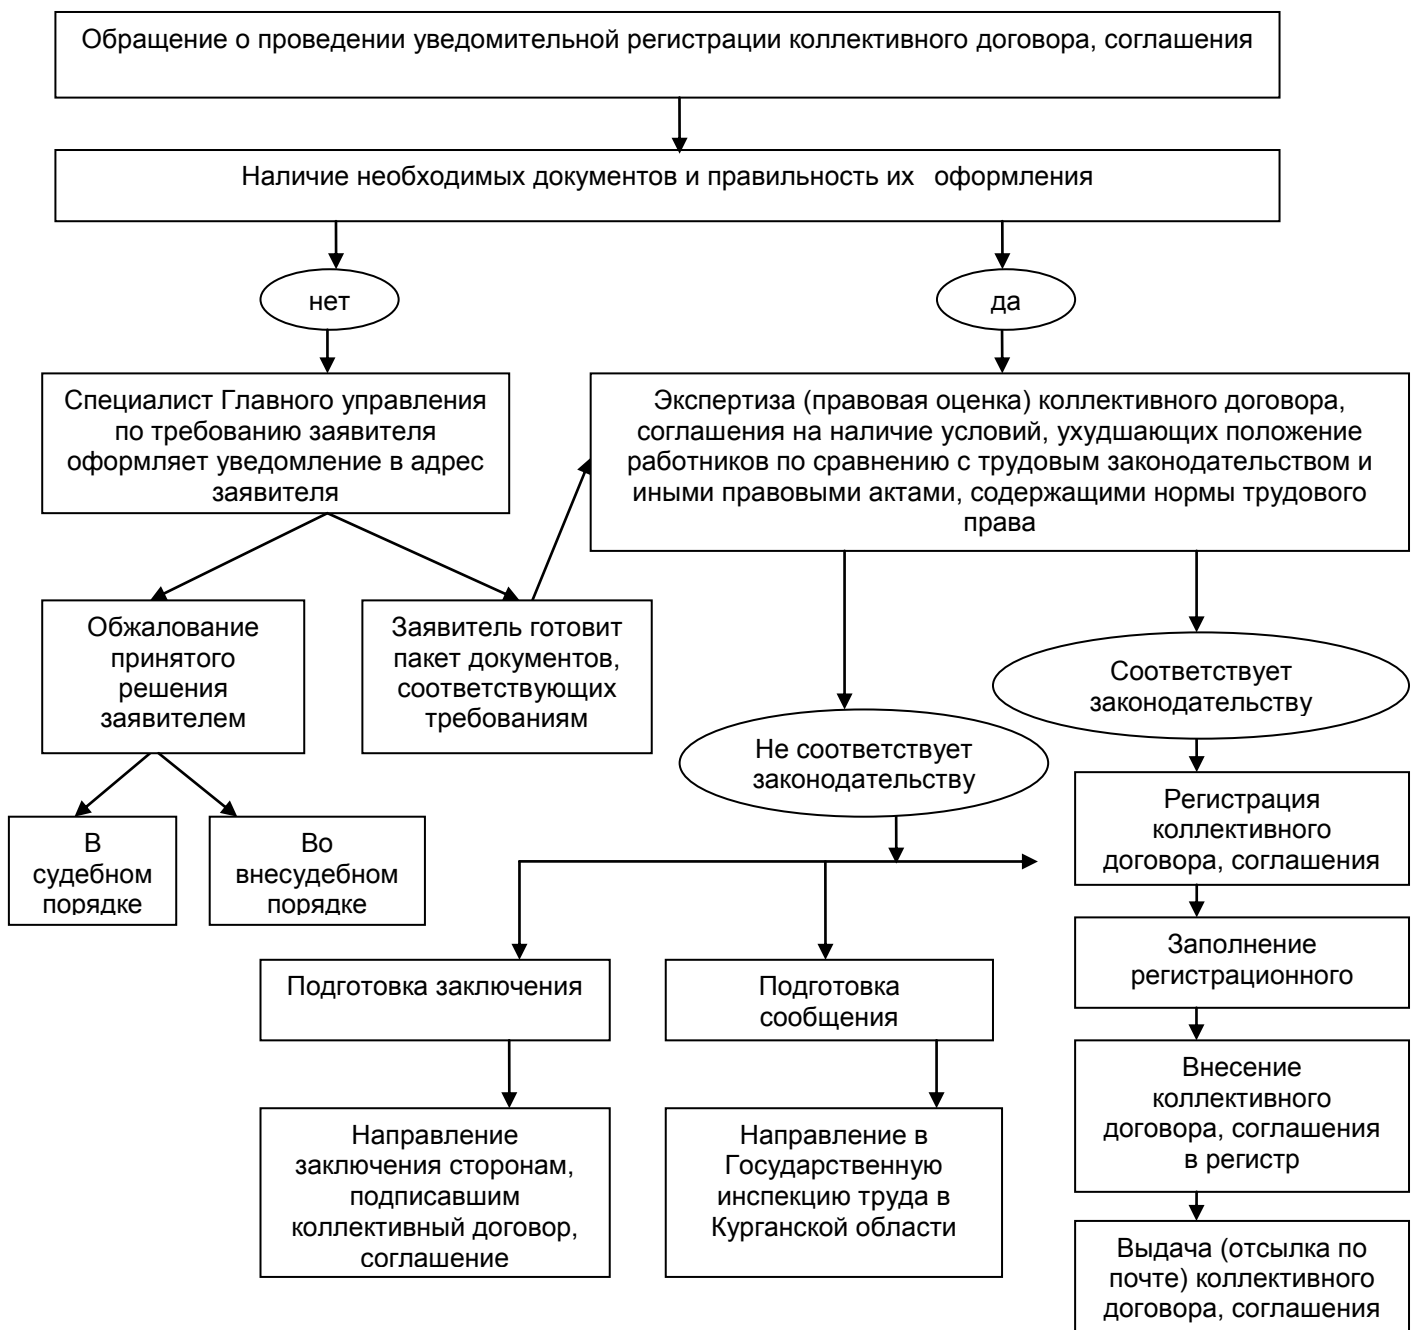 Обращение о проведении уведомительной регистрации коллективного договора, соглашения
Наличие необходимых документов и правильность их оформления
нет
да
Специалист Главного управления
по требованию заявителя
оформляет уведомление в адрес
заявителя
Экспертиза (правовая оценка) коллективного договора,
соглашения на наличие условий, ухудшающих положение
работников по сравнению с трудовым законодательством и
иными правовыми актами, содержащими нормы трудового
права
Обжалование
принятого
решения
заявителем
Заявитель готовит
пакет документов,
соответствующих
требованиям
Соответствует
законодательству
Не соответствует
законодательству
В
судебном
порядке
Во
внесудебном
порядке
Регистрация
коллективного
договора, соглашения
Заполнение
регистрационного
Подготовка заключения
Подготовка
сообщения
Внесение
коллективного
договора, соглашения
в регистр
Направление
заключения сторонам,
подписавшим
коллективный договор,
соглашение
Направление в
Государственную
инспекцию труда в
Курганской области
Выдача (отсылка по
почте) коллективного
договора, соглашения